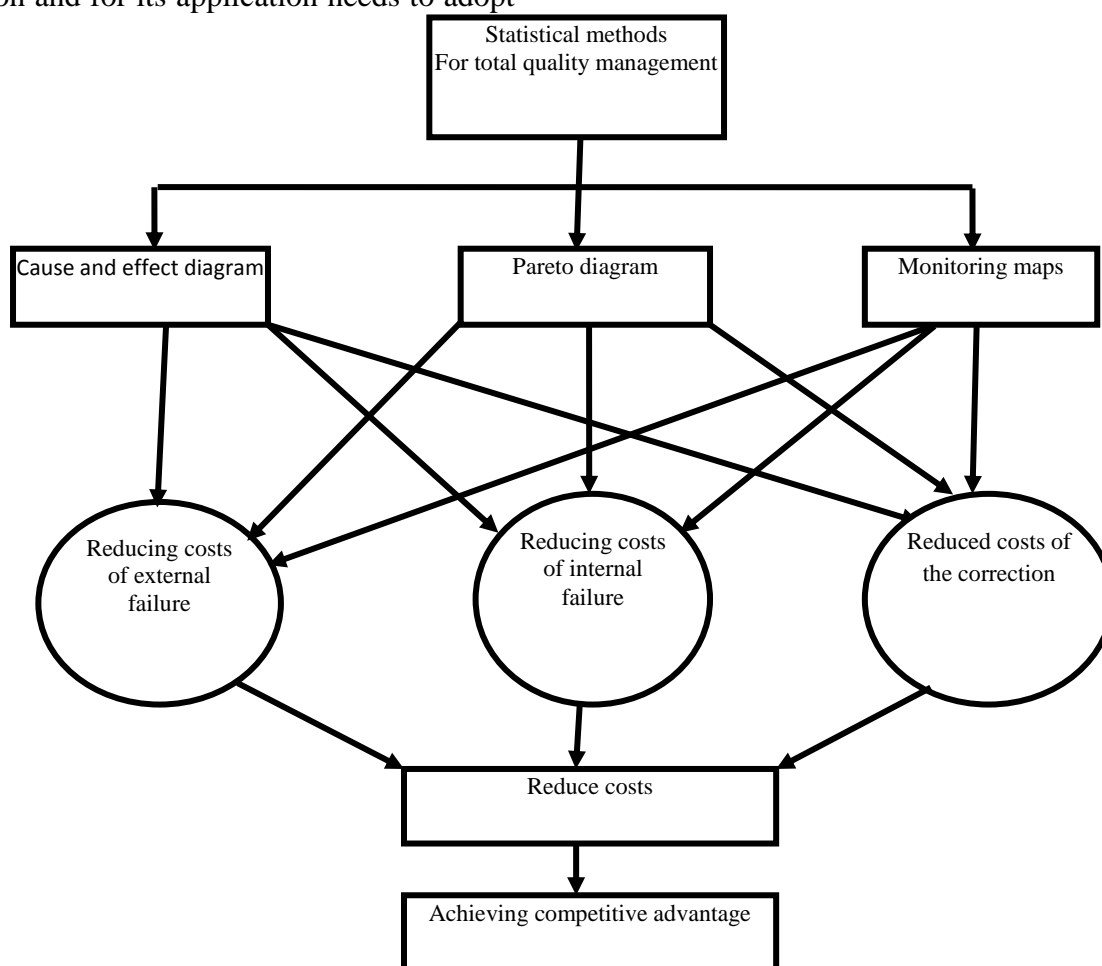 on and for its application needs to adopt
Statistical methods
For total quality management
Cause and effect diagram
Pareto diagram
Monitoring maps
Reducing costs
of external
failure
Reducing costs
of internal
failure
Reduced costs of
the correction
Reduce costs
Achieving competitive advantage